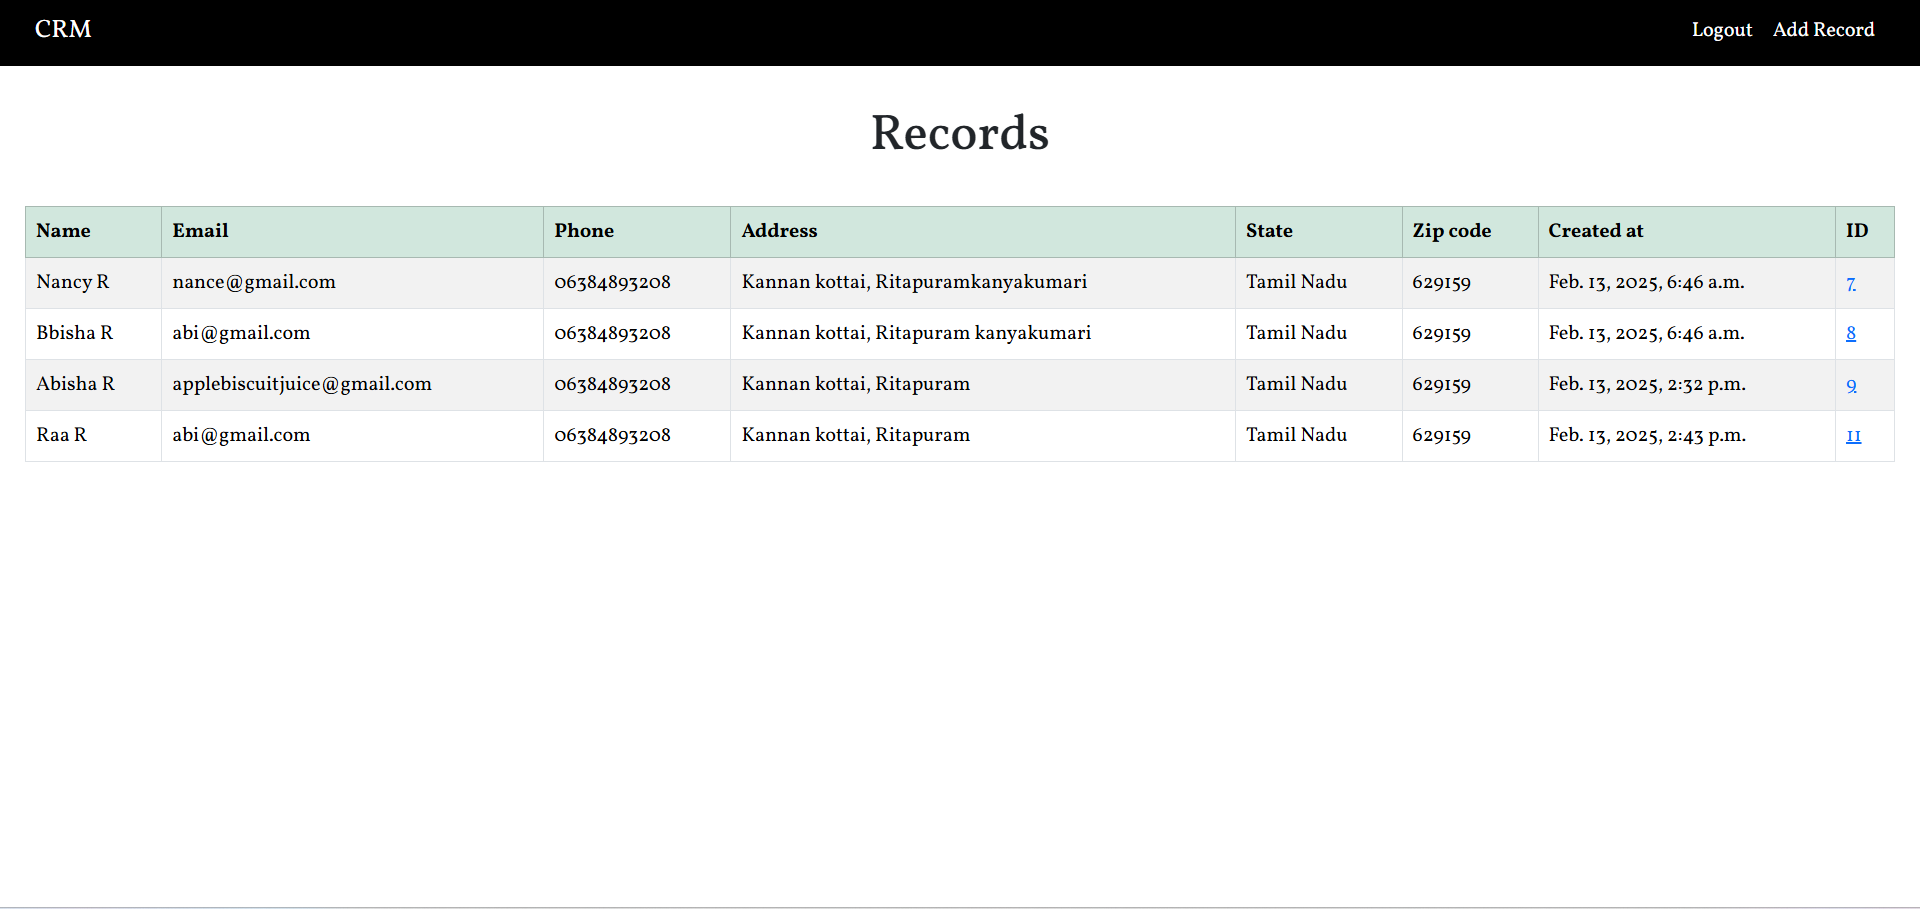 CRM Logout Add Record
Records
Name Email Phone Address State Zip code Created at ID
Nancy R nance@gmail.com 06384893208 Kannan kottai, Ritapuramkanyakumari Tamil Nadu 629159 Feb. 13, 2025, 6:46 a.m. 7
Bbisha R abi@gmail.com 06384893208 Kannan kottai, Ritapuram kanyakumari Tamil Nadu 629159 Feb. 13, 2025, 6:46 a.m. 8
Abisha R applebiscuitjuice@gmail.com 06384893208 Kannan kottai, Ritapuram Tamil Nadu 629159 Feb. 13, 2025, 2:32 p.m. 9
Raa R abi@gmail.com 06384893208 Kannan kottai, Ritapuram Tamil Nadu 629159 Feb. 13, 2025, 2:43 p.m. 11